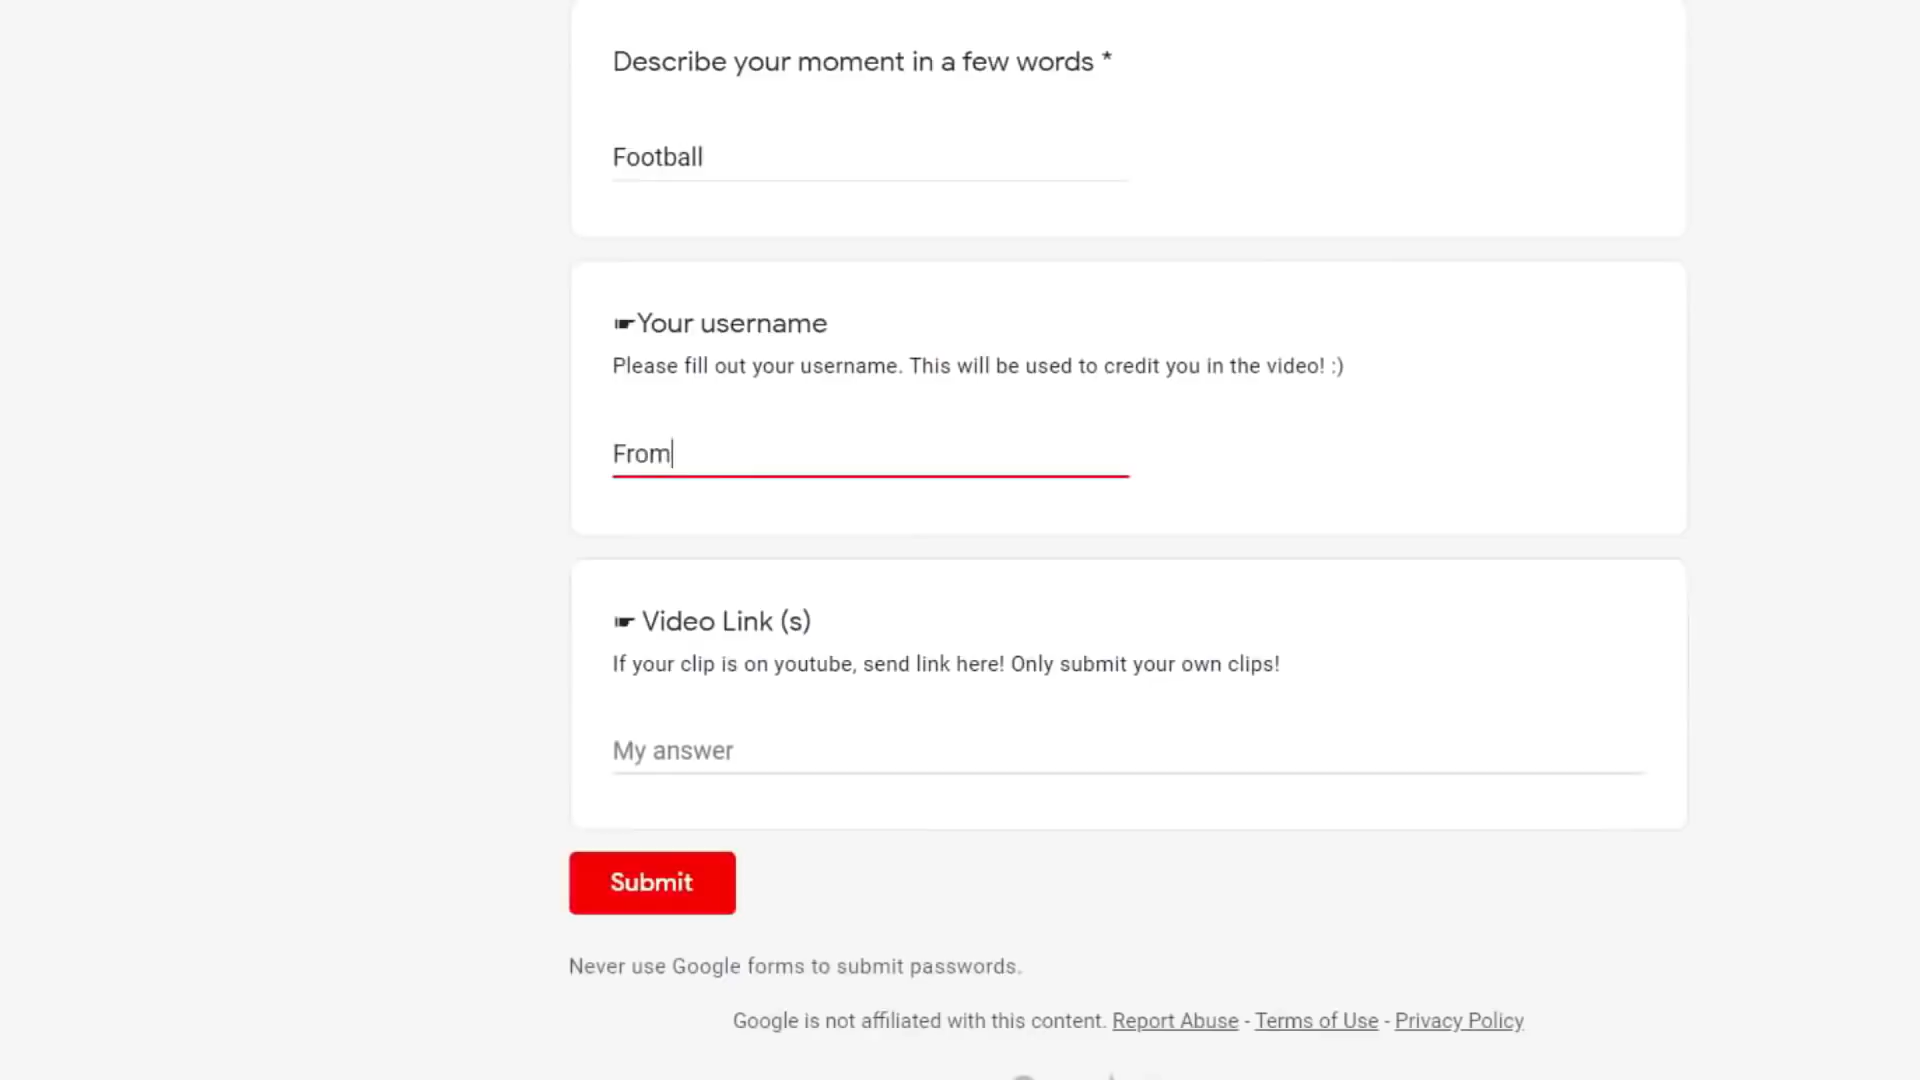 Describe your moment in a few words *
Football
☛Your username
Please fill out your username. This will be used to credit you in the video! :)
From
☛ Video Link (s)
If your clip is on youtube, send link here! Only submit your own clips!
My answer
Submit
Never use Google forms to submit passwords.
Google is not affiliated with this content. Report Abuse - Terms of Use - Privacy Policy